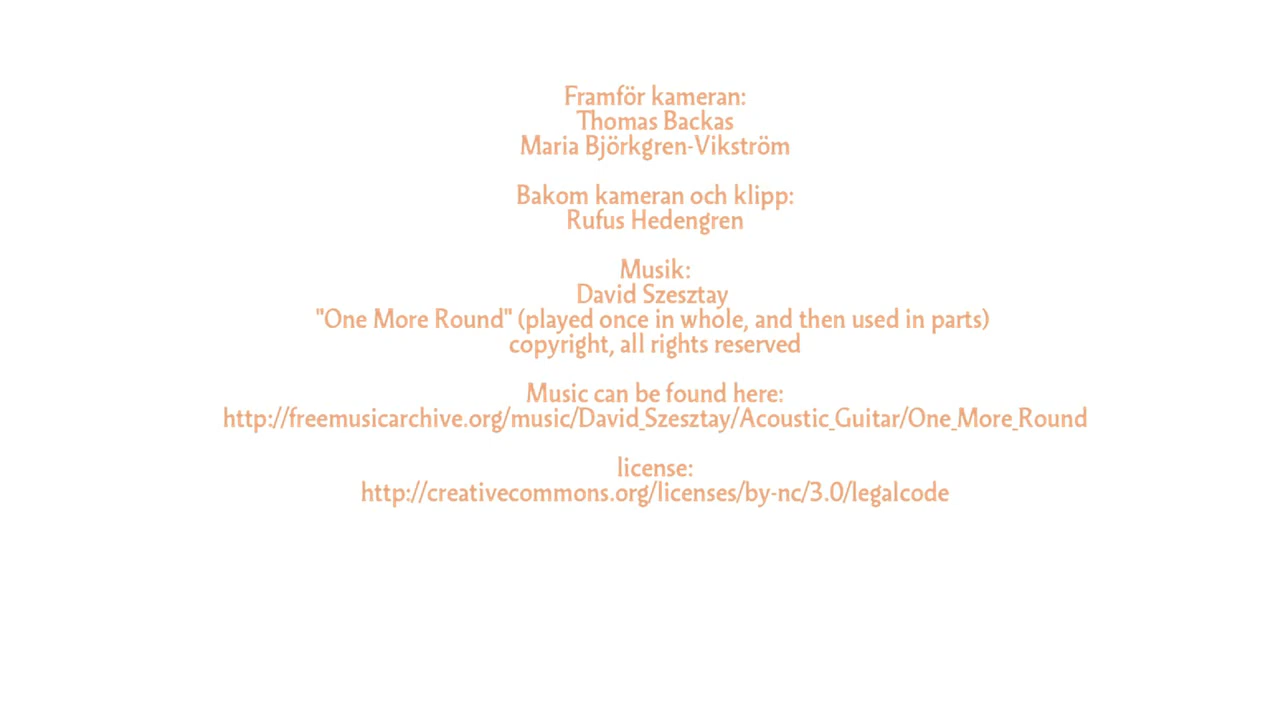 Framför kameran:
Thomas Backas
Maria Björkgren-Vikström
Bakom kameran och klipp:
Rufus Hedengren
Musik:
David Szesztay
"One More Round" (played once in whole, and then used in parts)
copyright, all rights reserved
Music can be found here:
http://freemusicarchive.org/music/David_Szesztay/Acoustic_Guitar/One_More_Round
license:
http://creativecommons.org/licenses/by-nc/3.0/legalcode